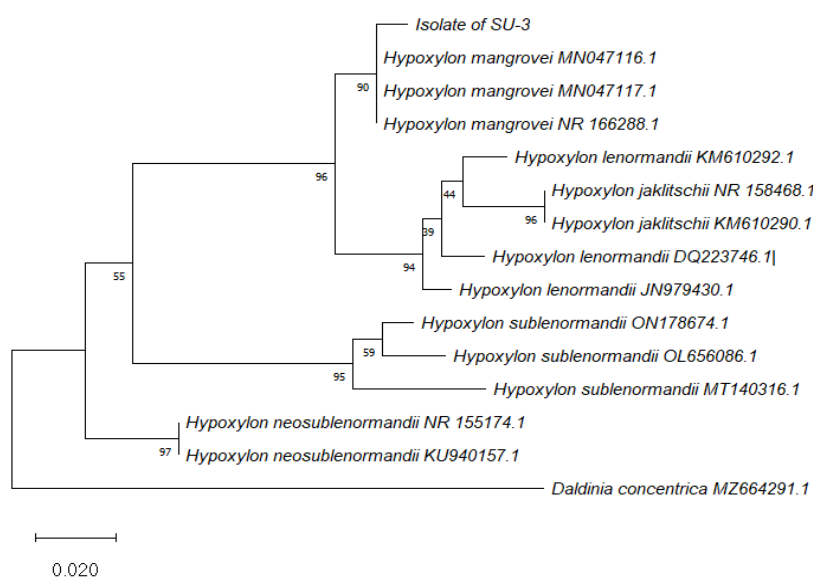 Isolate of SU-3
Hypoxylon mangrovei MN047116.1
Hypoxylon mangrovei MN047117.1
90
Hypoxylon mangrovei NR 166288.1
Hypoxylon lenormandii KM610292.1
96
44
Hypoxylon jaklitschii NR 158468.1
96
Hypoxylon jaklitschii KM610290.1
39
Hypoxylon lenormandii DQ223746.1|
94
55
Hypoxylon lenormandii JN979430.1
Hypoxylon sublenormandii ON178674.1
59
Hypoxylon sublenormandii OL656086.1
95
Hypoxylon sublenormandii MT140316.1
Hypoxylon neosublenormandii NR 155174.1
97
Hypoxylon neosublenormandii KU940157.1
Daldinia concentrica MZ664291.1
0.020